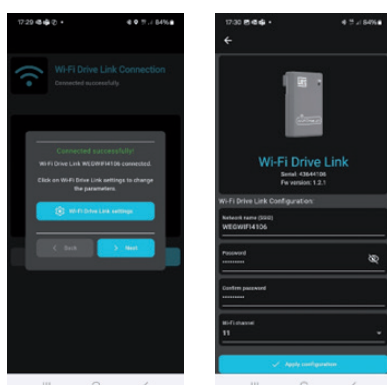 17:29
84%
Wi-Fi Drive Link Connection
Connected successfully.
Connected successfully!
Wi-Fi Drive Link WEGWIFI4106 connected.
Click on Wi-Fi Drive Link settings to change
the parameters.
Wi-Fi Drive Link settings
Back
Next
17:30
84%
Wi-Fi Drive Link
Serial: 43644106
Fw version: 1.2.1
Wi-Fi Drive Link Configuration:
Network name (SSID)
WEGWIFI4106
Password
•••••••••
Confirm password
•••••••••
Wi-Fi channel
11
Apply configuration